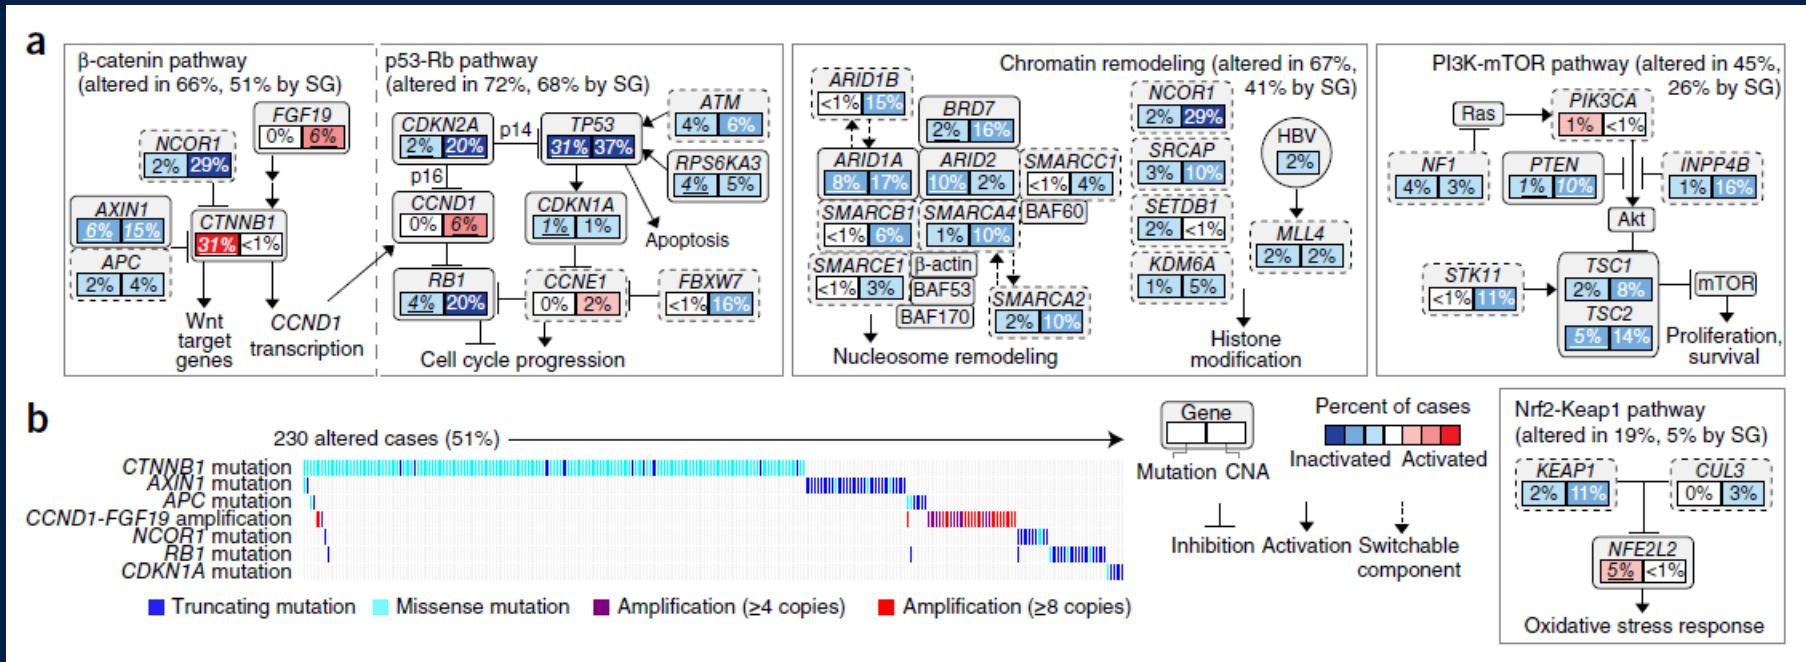 a
β-catenin pathway
(altered in 66%, 51% by SG)
FGF19
0% 6%
NCOR1
2% 29%
AXIN1
6% 15%
CTNNB1
31% <1%
APC
2% 4%
Wnt
target
genes
CCND1
transcription
p53-Rb pathway
(altered in 72%, 68% by SG)
CDKN2A
2% 20%
p14
TP53
31% 37%
ATM
4% 6%
RPS6KA3
4% 5%
p16
CCND1
0% 6%
CDKN1A
1% 1%
Apoptosis
RB1
4% 20%
CCNE1
0% 2%
FBXW7
<1% 16%
Cell cycle progression
Chromatin remodeling (altered in 67%,
41% by SG)
ARID1B
<1% 15%
BRD7
2% 16%
ARID1A
8% 17%
ARID2
10% 2%
SMARCC1
<1% 4%
SMARCB1
<1% 6%
SMARCA4
1% 10%
BAF60
SMARCE1
<1% 3%
β-actin
BAF53
BAF170
SMARCA2
2% 10%
Nucleosome remodeling
NCOR1
2% 29%
SRCAP
3% 10%
SETDB1
2% <1%
KDM6A
1% 5%
HBV
2%
MLL4
2% 2%
Histone
modification
PI3K-mTOR pathway (altered in 45%,
26% by SG)
Ras
PIK3CA
1% <1%
NF1
4% 3%
PTEN
1% 10%
INPP4B
1% 16%
Akt
STK11
<1% 11%
TSC1
2% 8%
TSC2
5% 14%
mTOR
Proliferation,
survival
b
230 altered cases (51%)
CTNNB1 mutation
AXIN1 mutation
APC mutation
CCND1-FGF19 amplification
NCOR1 mutation
RB1 mutation
CDKN1A mutation
Truncating mutation Missense mutation Amplification (≥4 copies) Amplification (≥8 copies)
Gene
Mutation CNA
Percent of cases
Inactivated Activated
Inhibition Activation Switchable
component
Nrf2-Keap1 pathway
(altered in 19%, 5% by SG)
KEAP1
2% 11%
CUL3
0% 3%
NFE2L2
5% <1%
Oxidative stress response